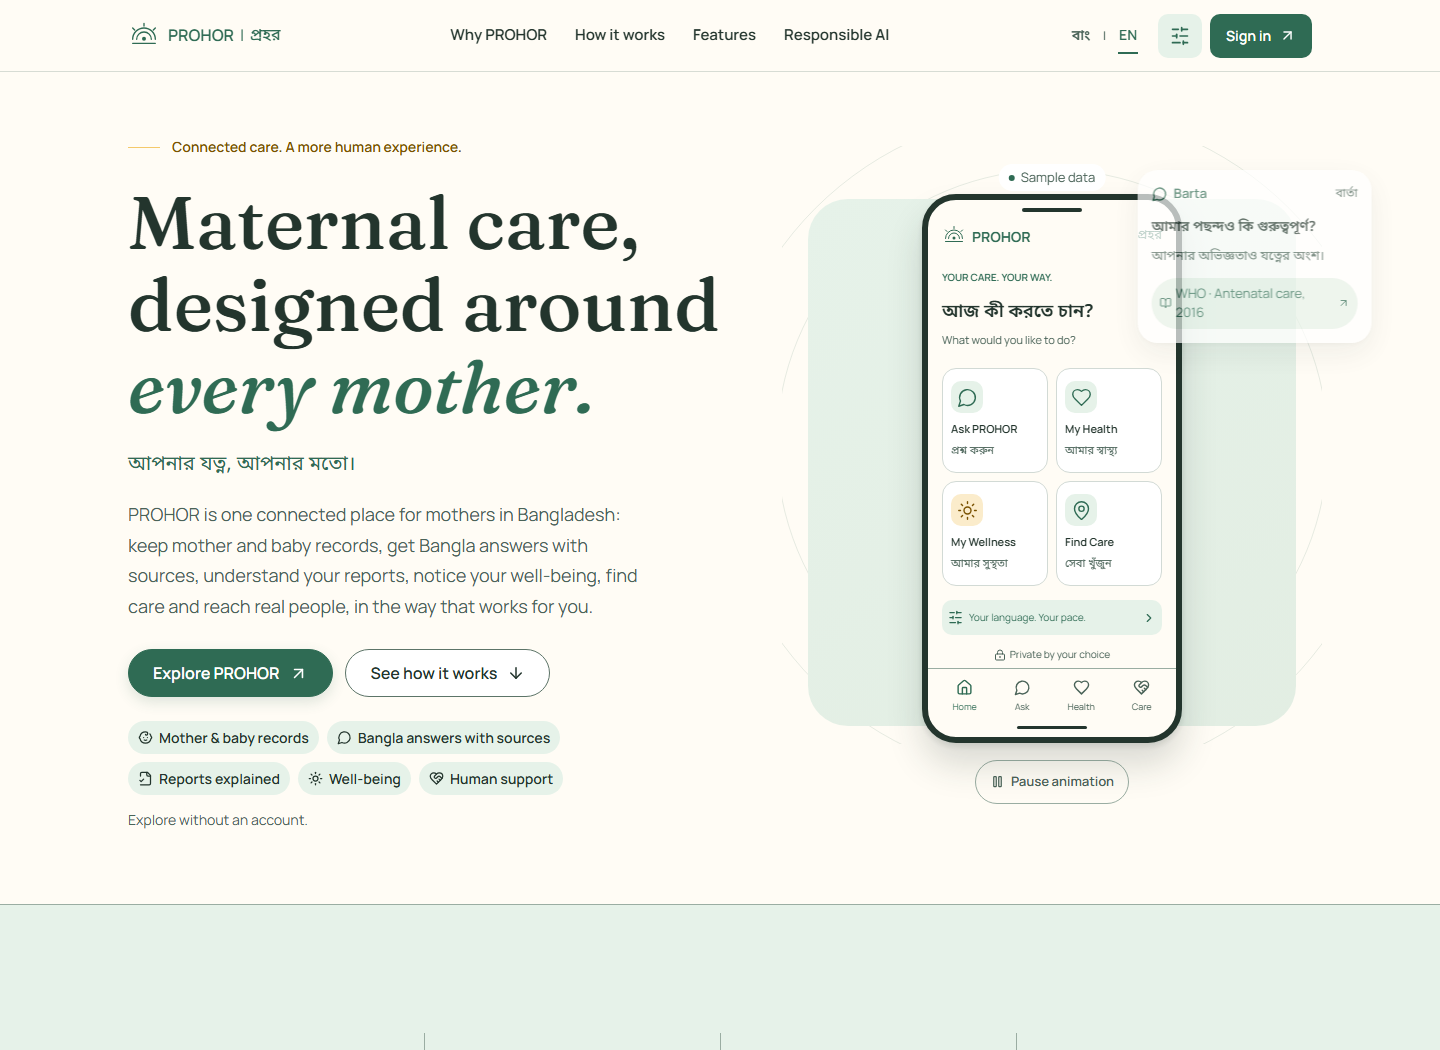 PROHOR | প্রহর
Why PROHOR
How it works
Features
Responsible AI
বাং | EN
Sign in
Connected care. A more human experience.
Maternal care,
designed around
every mother.
আপনার যত্ন, আপনার মতো।
PROHOR is one connected place for mothers in Bangladesh:
keep mother and baby records, get Bangla answers with
sources, understand your reports, notice your well-being, find
care and reach real people, in the way that works for you.
Explore PROHOR
See how it works
Mother & baby records
Bangla answers with sources
Reports explained
Well-being
Human support
Explore without an account.
Sample data
PROHOR
প্রহর
YOUR CARE. YOUR WAY.
আজ কী করতে চান?
What would you like to do?
Ask PROHOR
প্রশ্ন করুন
My Health
আমার স্বাস্থ্য
My Wellness
আমার সুস্থতা
Find Care
সেবা খুঁজুন
Your language. Your pace.
Private by your choice
Home
Ask
Health
Care
Barta
বার্তা
আমার পছন্দও কি গুরুত্বপূর্ণ?
আপনার অভিজ্ঞতাও যত্নের অংশ।
WHO · Antenatal care,
2016
Pause animation